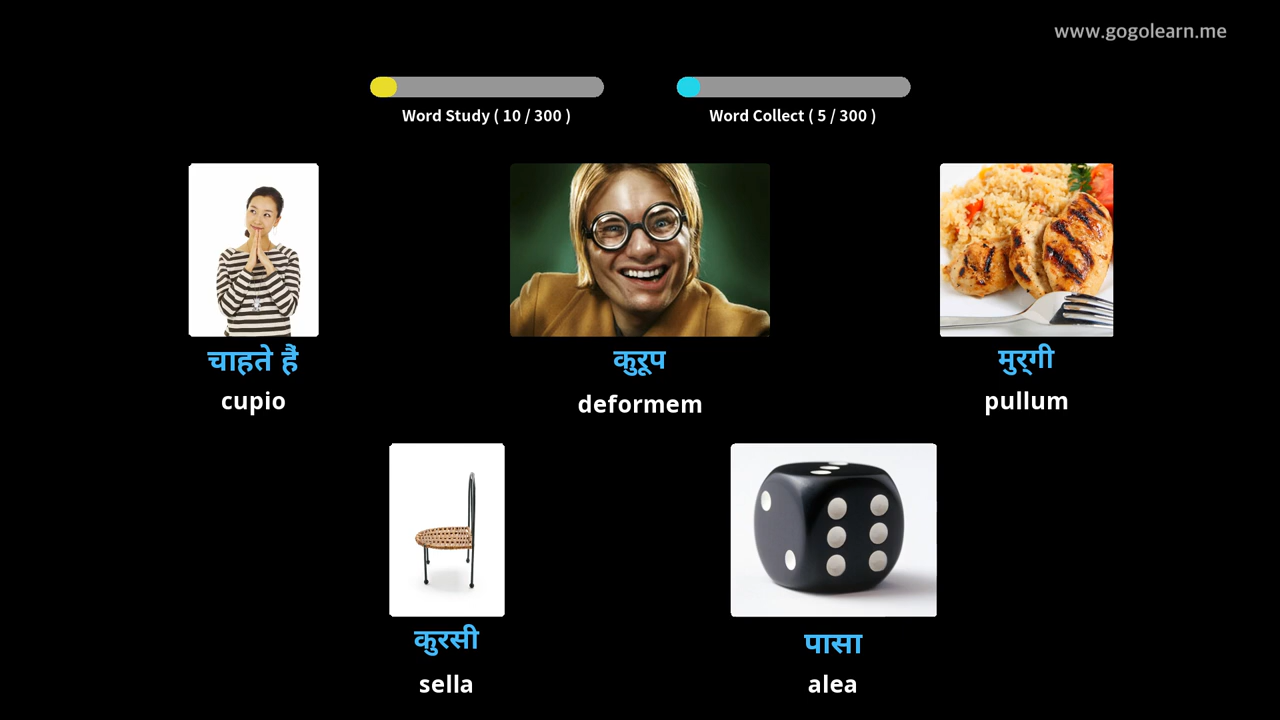 www.gogolearn.me
Word Study ( 10 / 300 )
Word Collect ( 5 / 300 )
चाहते हैं
cupio
कुरूप
deformem
मुर्गी
pullum
कुरसी
sella
पासा
alea